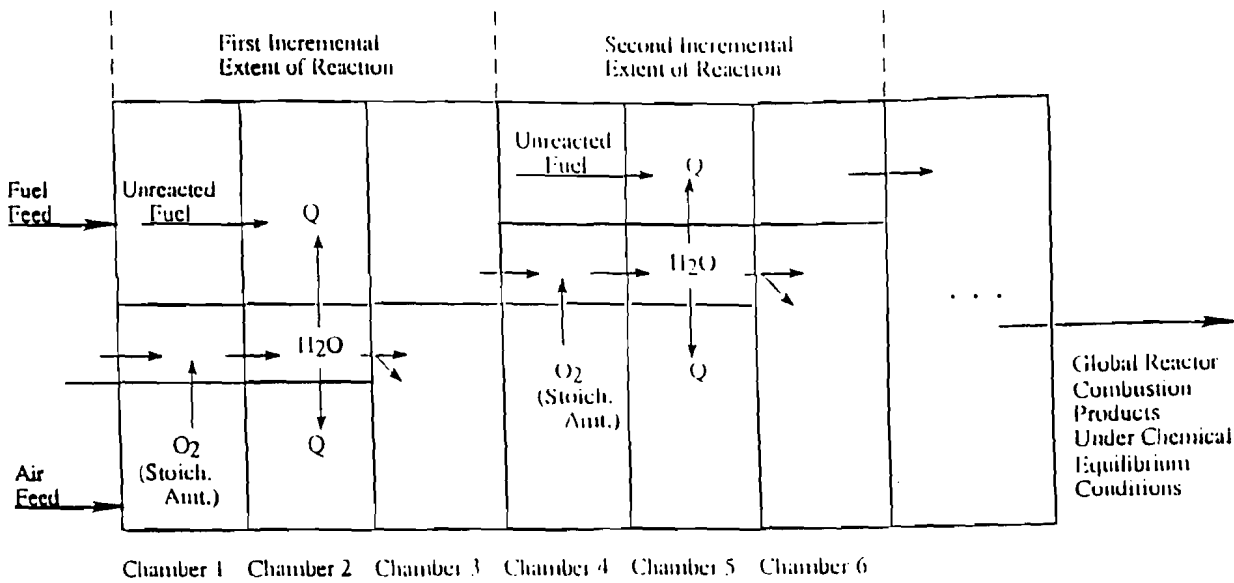 First Incremental
Extent of Reaction
Second Incremental
Extent of Reaction
Fuel
Feed
Unreacted
Fuel
Q
H2O
Q
O2
(Stoich.
Amt.)
Air
Feed
Unreacted
Fuel
Q
H2O
Q
O2
(Stoich.
Amt.)
. . .
Global Reactor
Combustion
Products
Under Chemical
Equilibrium
Conditions
Chamber 1 Chamber 2 Chamber 3 Chamber 4 Chamber 5 Chamber 6